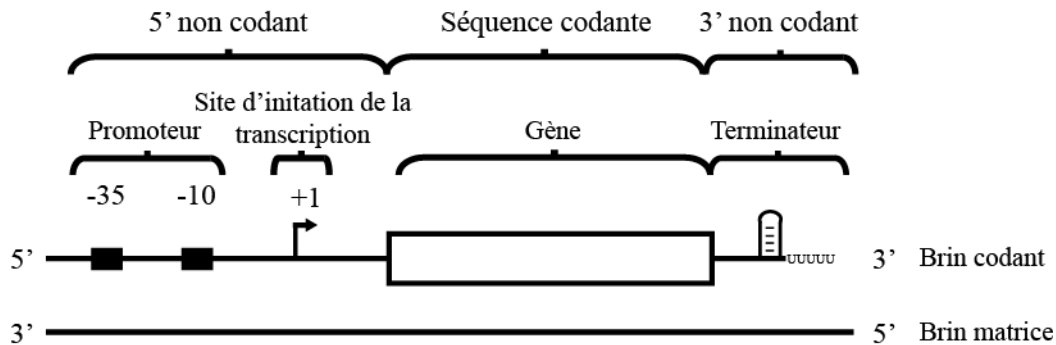 5’ non codant
Séquence codante
3’ non codant
Site d’initation de la
transcription
Promoteur
Gène
Terminateur
-35
-10
+1
5’
UUUUU
3’
Brin codant
3’
5’
Brin matrice